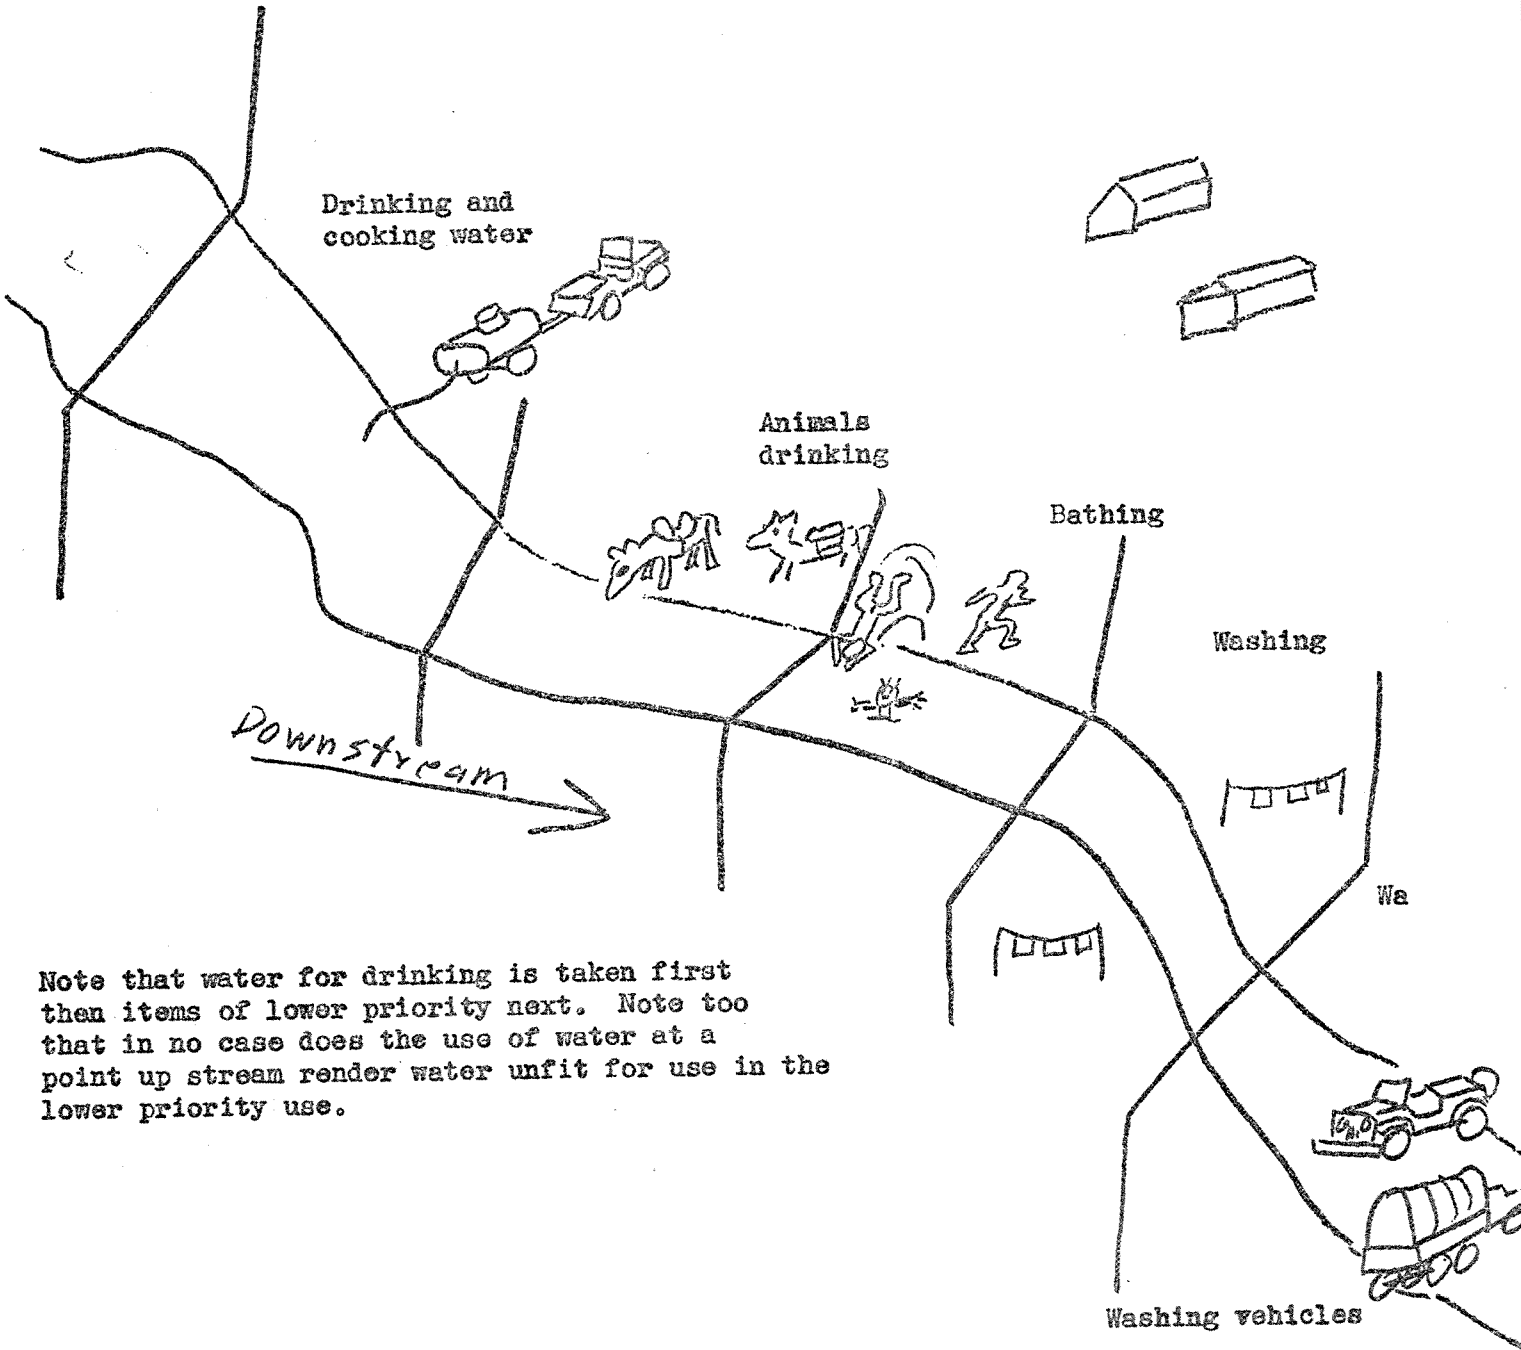 Drinking and
cooking water
Animals
drinking
Bathing
Washing
Downstream
Wa
Note that water for drinking is taken first
then items of lower priority next.  Note too
that in no case does the use of water at a
point up stream render water unfit for use in the
lower priority use.
Washing vehicles